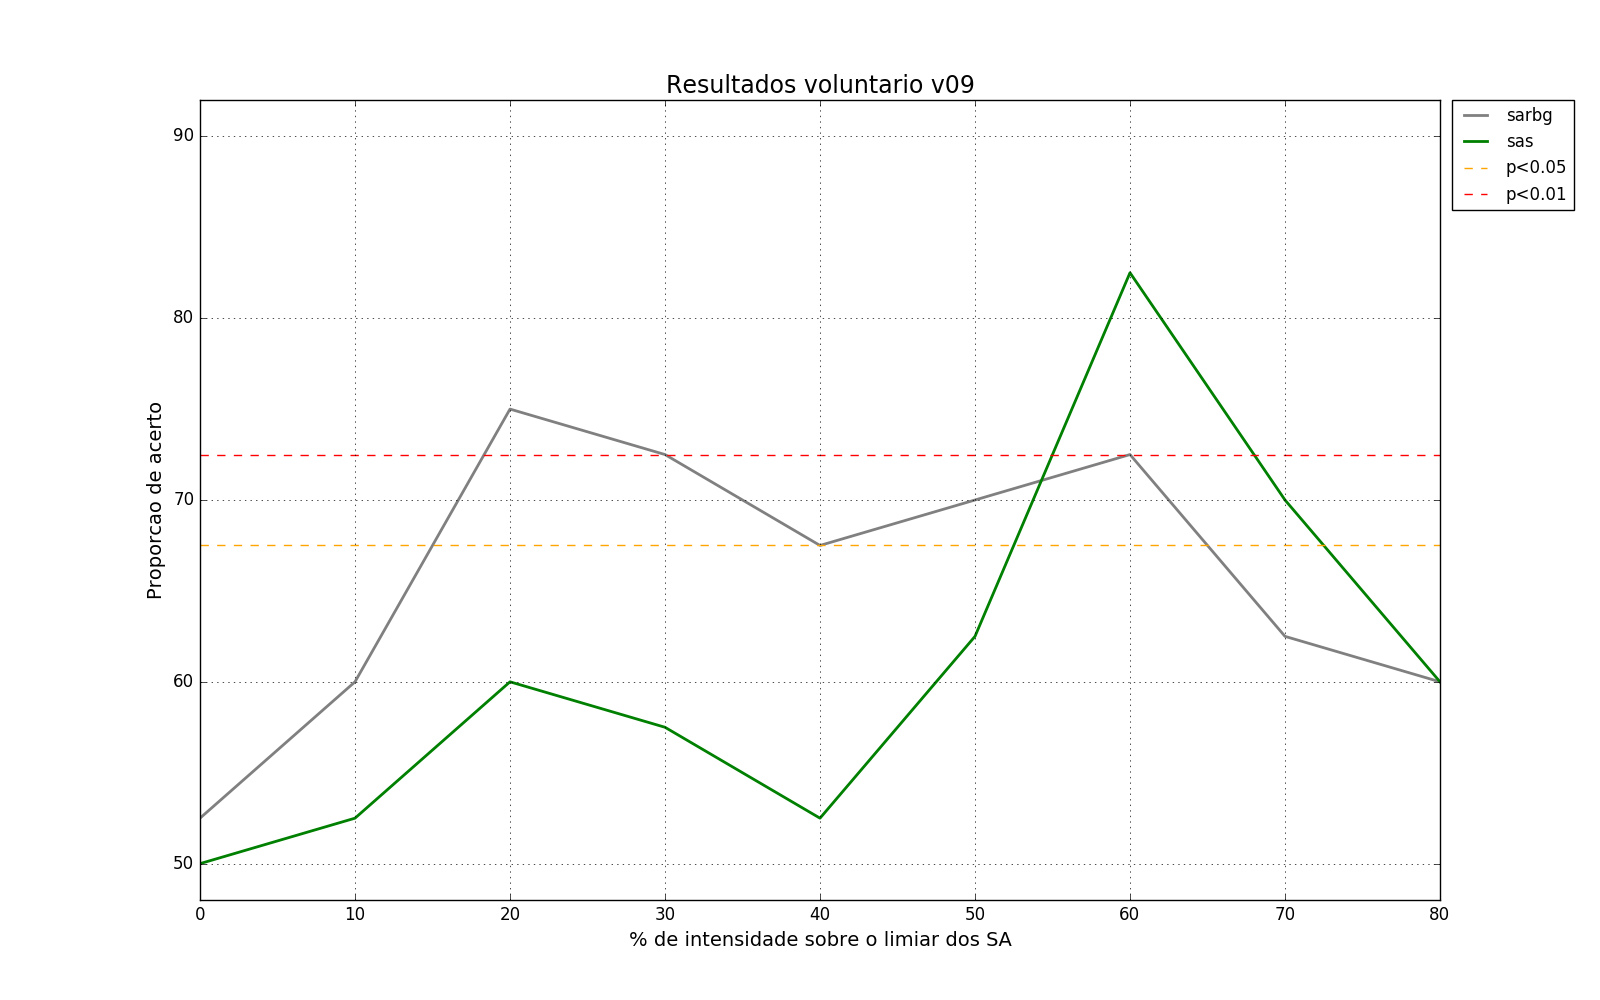 Resultados voluntario v09
sarbg
sas
p<0.05
p<0.01
90
80
70
60
50
Proporcao de acerto
0 10 20 30 40 50 60 70 80
% de intensidade sobre o limiar dos SA